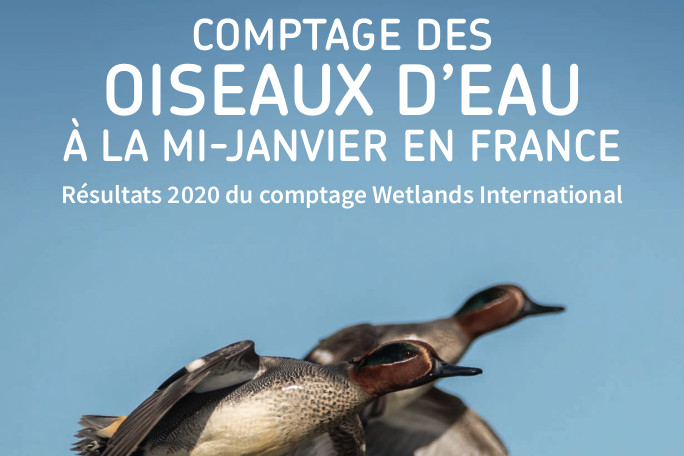 COMPTAGE DES
OISEAUX D’EAU
À LA MI-JANVIER EN FRANCE
Résultats 2020 du comptage Wetlands International